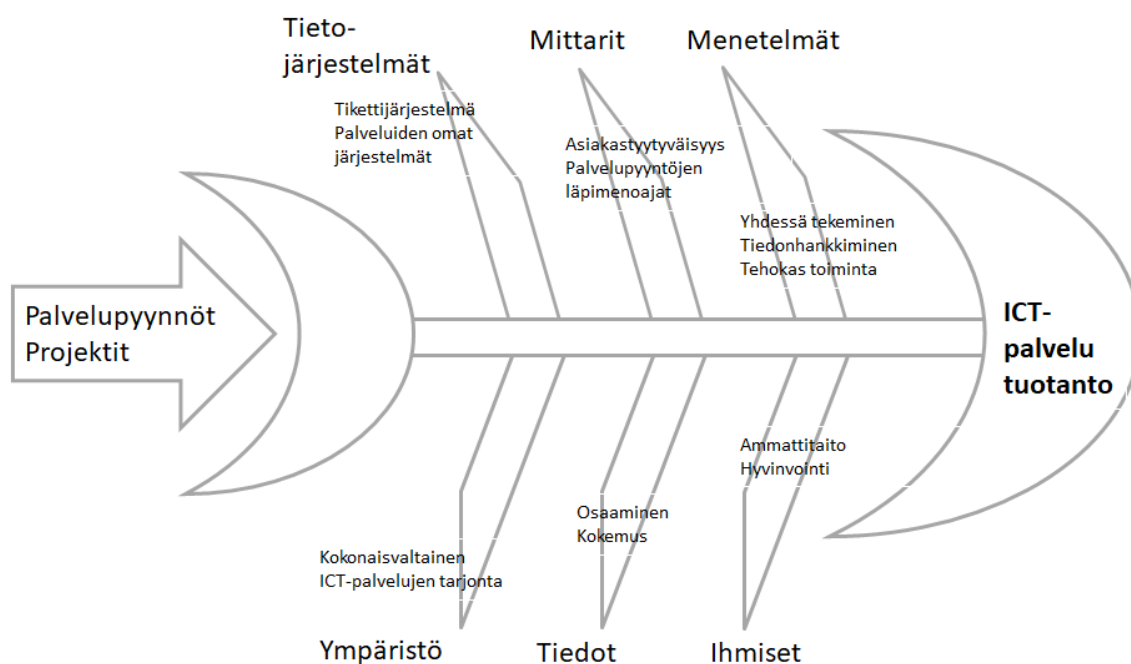 Tieto-
järjestelmät
Mittarit
Menetelmät
Tikettijärjestelmä
Palveluiden omat
järjestelmät
Asiakastyytyväisyys
Palvelupyyntöjen
läpimenoajat
Yhdessä tekeminen
Tiedonhankkiminen
Tehokas toiminta
Palvelupyynnöt
Projektit
ICT-
palvelu
tuotanto
Kokonaisvaltainen
ICT-palvelujen tarjonta
Osaaminen
Kokemus
Ammattitaito
Hyvinvointi
Ympäristö
Tiedot
Ihmiset